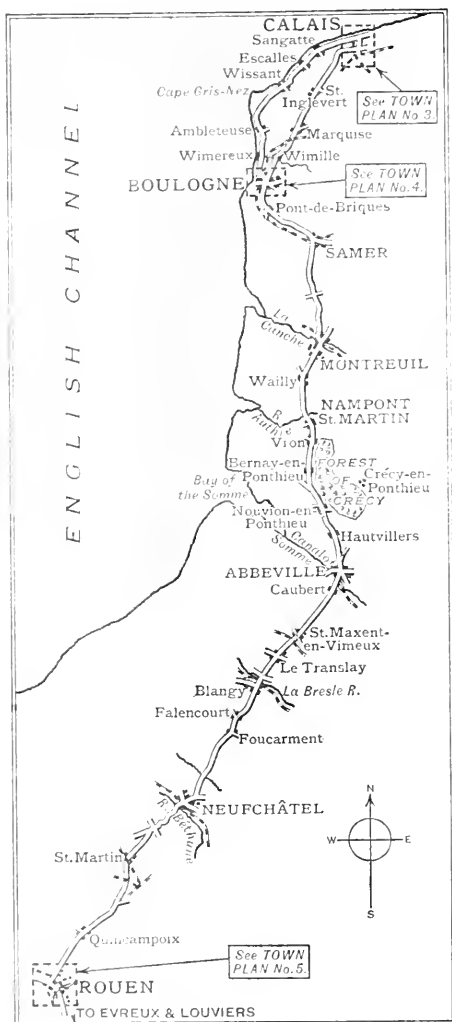 CALAIS
Sangatte
Escalles
Wissant
Cape Gris-Nez
St.
Inglevert
See TOWN
PLAN No 3.
Ambleteuse
Marquise
Wimereux
Wimille
See TOWN
PLAN No.4.
BOULOGNE
Pont-de-Briques
SAMER
ENGLISH CHANNEL
La
Canche
MONTREUIL
Wailly
NAMPONT
St. MARTIN
R.
Authie
Vion
Bernay-en-
Ponthieu
FOREST
OF
CRÉCY
Crécy-en-
Ponthieu
Bay of
the Somme
Nouvion-en-
Ponthieu
Hautvillers
Canal of
Somme
ABBEVILLE
Caubert
St. Maxent-
en-Vimeux
Le Translay
Blangy
La Bresle R.
Falencourt
Foucarment
NEUFCHÂTEL
R. Béthune
N
W
E
S
St. Martin
Quincampoix
See TOWN
PLAN No.5.
ROUEN
TO EVREUX & LOUVIERS